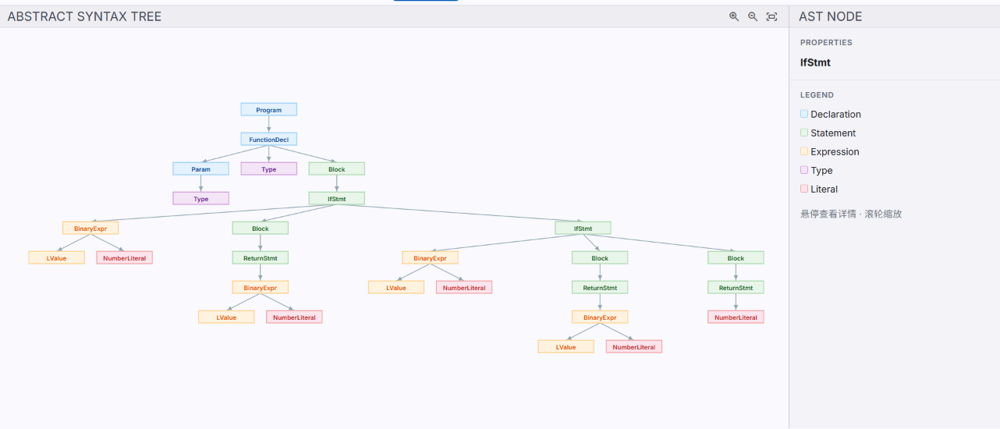 ABSTRACT SYNTAX TREE
Program
FunctionDecl
Param
Type
Block
Type
IfStmt
BinaryExpr
Block
IfStmt
LValue
NumberLiteral
ReturnStmt
BinaryExpr
Block
Block
BinaryExpr
LValue
NumberLiteral
ReturnStmt
ReturnStmt
LValue
NumberLiteral
BinaryExpr
NumberLiteral
LValue
NumberLiteral
AST NODE
PROPERTIES
IfStmt
LEGEND
Declaration
Statement
Expression
Type
Literal
悬停查看详情 · 滚轮缩放